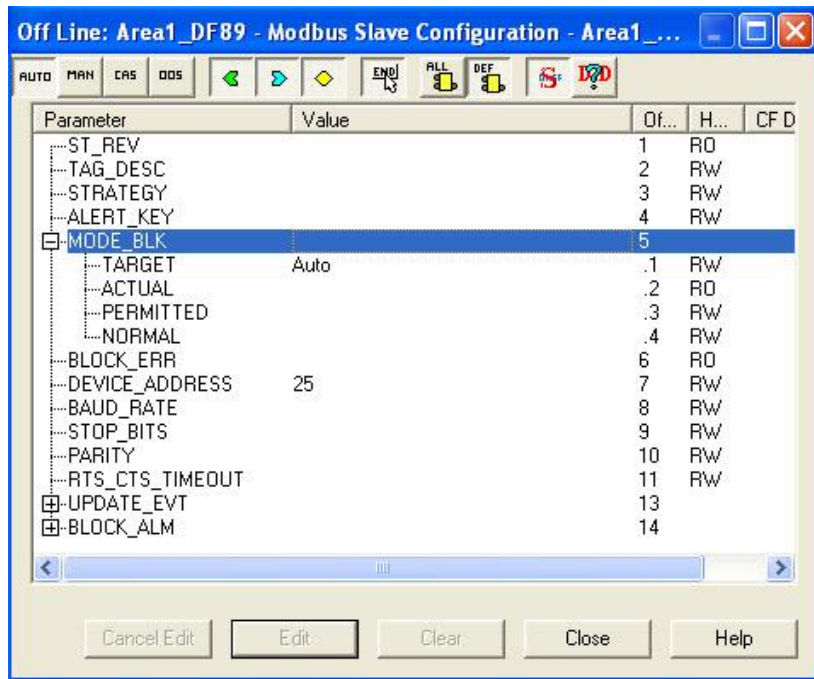 Off Line: Area1_DF89 - Modbus Slave Configuration - Area1_...
AUTO MAN CAS OOS END ALL DEF
Parameter Value Of... H... CF D
ST_REV 1 RO
TAG_DESC 2 RW
STRATEGY 3 RW
ALERT_KEY 4 RW
MODE_BLK 5
TARGET Auto .1 RW
ACTUAL .2 RO
PERMITTED .3 RW
NORMAL .4 RW
BLOCK_ERR 6 RO
DEVICE_ADDRESS 25 7 RW
BAUD_RATE 8 RW
STOP_BITS 9 RW
PARITY 10 RW
RTS_CTS_TIMEOUT 11 RW
UPDATE_EVT 13
BLOCK_ALM 14
Cancel Edit Edit Clear Close Help